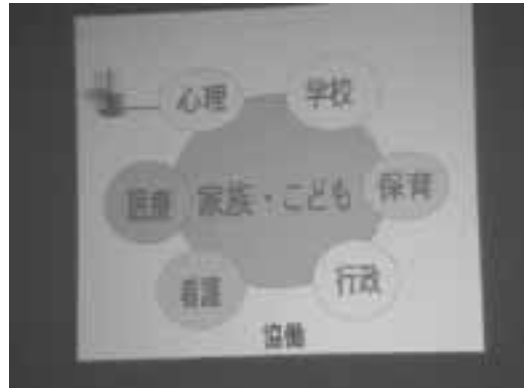 心理
学校
医療
家族・こども
保育
看護
行政
協働